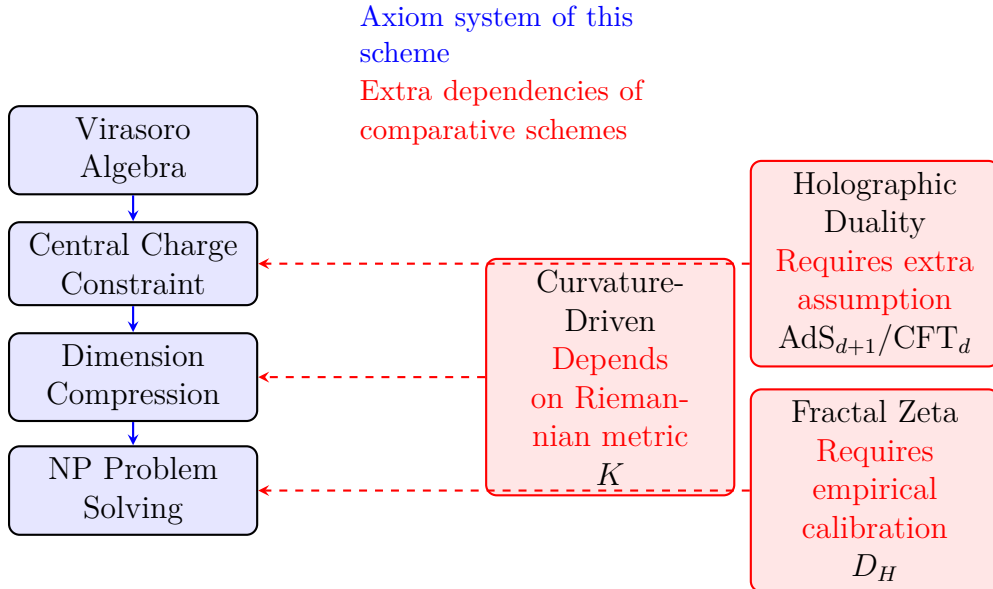 Axiom system of this
scheme
Extra dependencies of
comparative schemes
Virasoro
Algebra
Central Charge
Constraint
Dimension
Compression
NP Problem
Solving
Curvature-
Driven
Depends
on Rieman-
nian metric
K
Holographic
Duality
Requires extra
assumption
AdS_{d+1}/CFT_d
Fractal Zeta
Requires
empirical
calibration
D_H